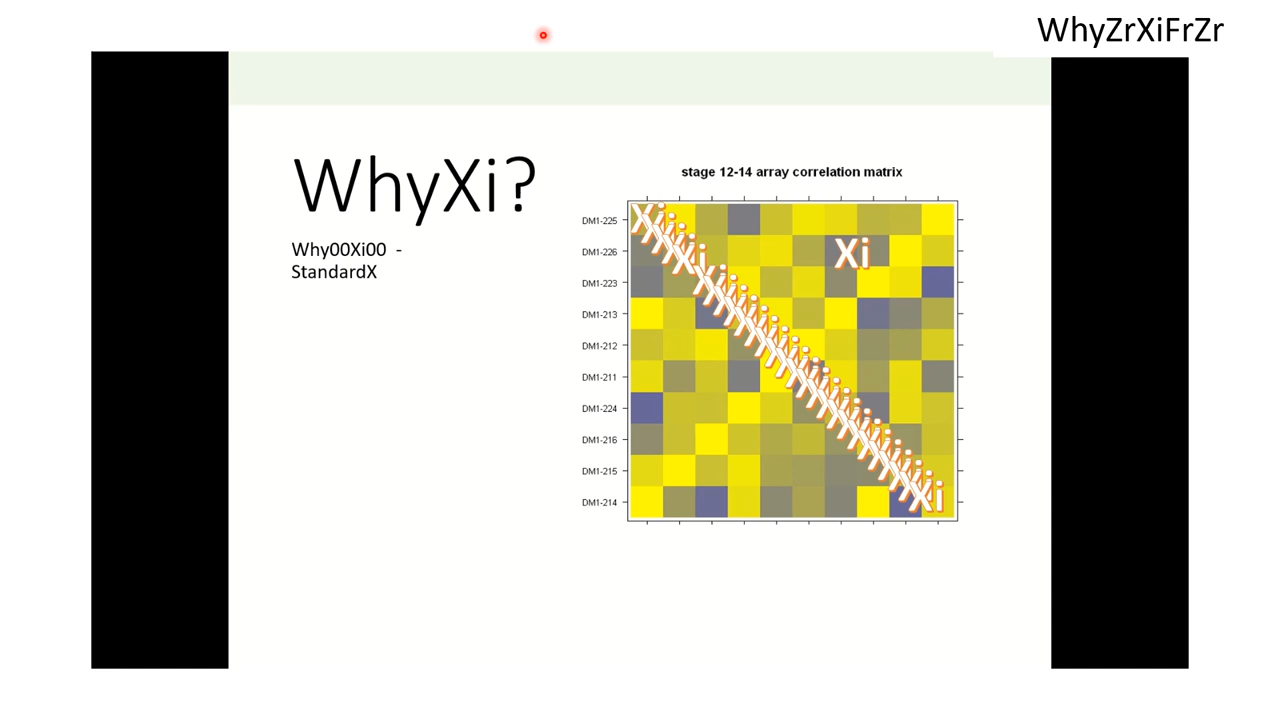 WhyZrXiFrZr
WhyXi?
Why00Xi00 -
StandardX
stage 12-14 array correlation matrix
DM1-225
DM1-226
DM1-223
DM1-213
DM1-212
DM1-211
DM1-224
DM1-216
DM1-215
DM1-214
Xi
Xi